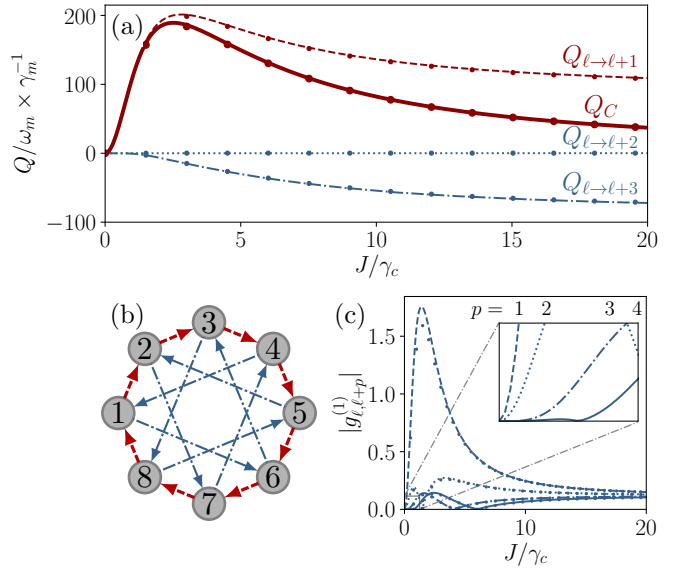 (a)
Q/ω_m × γ_m^{-1}
200
100
0
−100
Q_{ℓ→ℓ+1}
Q_C
Q_{ℓ→ℓ+2}
Q_{ℓ→ℓ+3}
0 5 10 15 20
J/γ_c
(b)
1
2
3
4
5
6
7
8
(c)
|g^{(1)}_{ℓ,ℓ+p}|
1.5
1.0
0.5
0.0
p = 1 2 3 4
0 10 20
J/γ_c